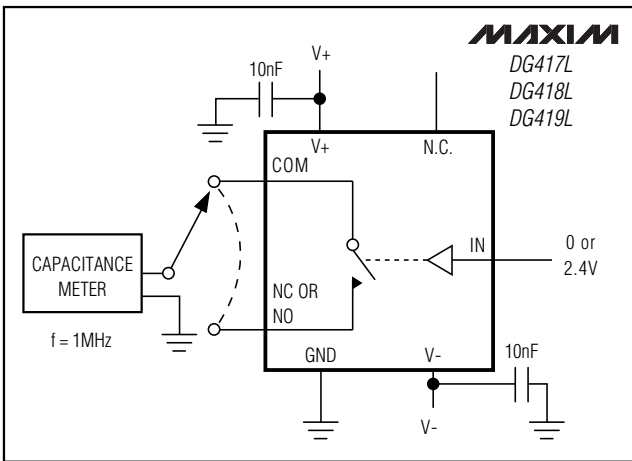 MAXIM
DG417L
DG418L
DG419L
V+
10nF
V+
N.C.
COM
IN
0 or
2.4V
CAPACITANCE
METER
f = 1MHz
NC OR
NO
GND
V-
10nF
V-